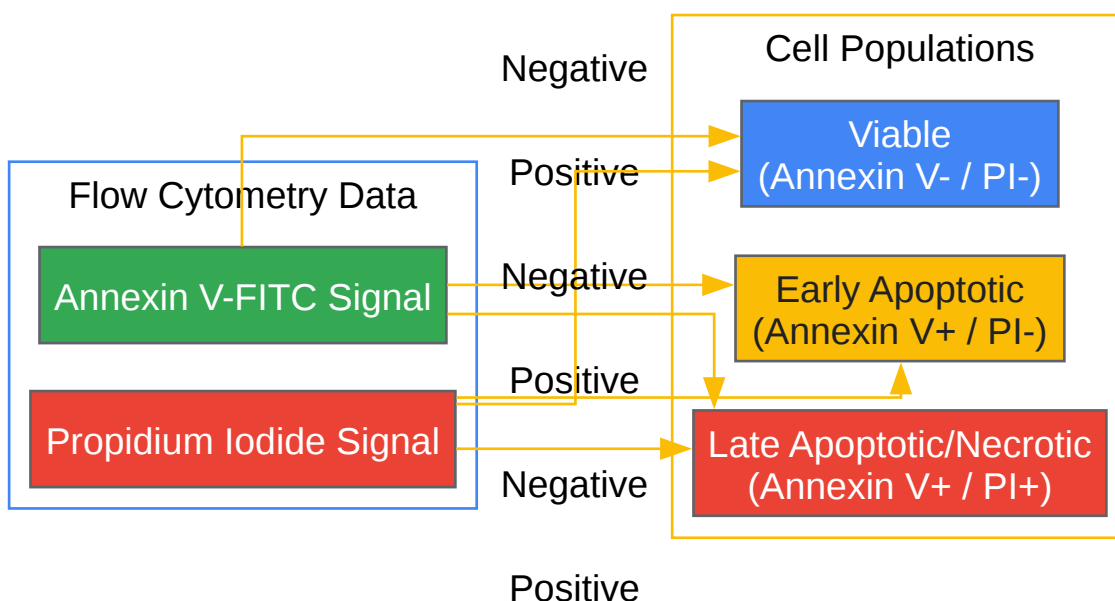 Flow Cytometry Data
Annexin V-FITC Signal
Propidium Iodide Signal
Negative
Positive
Negative
Positive
Negative
Positive
Cell Populations
Viable
(Annexin V- / PI-)
Early Apoptotic
(Annexin V+ / PI-)
Late Apoptotic/Necrotic
(Annexin V+ / PI+)